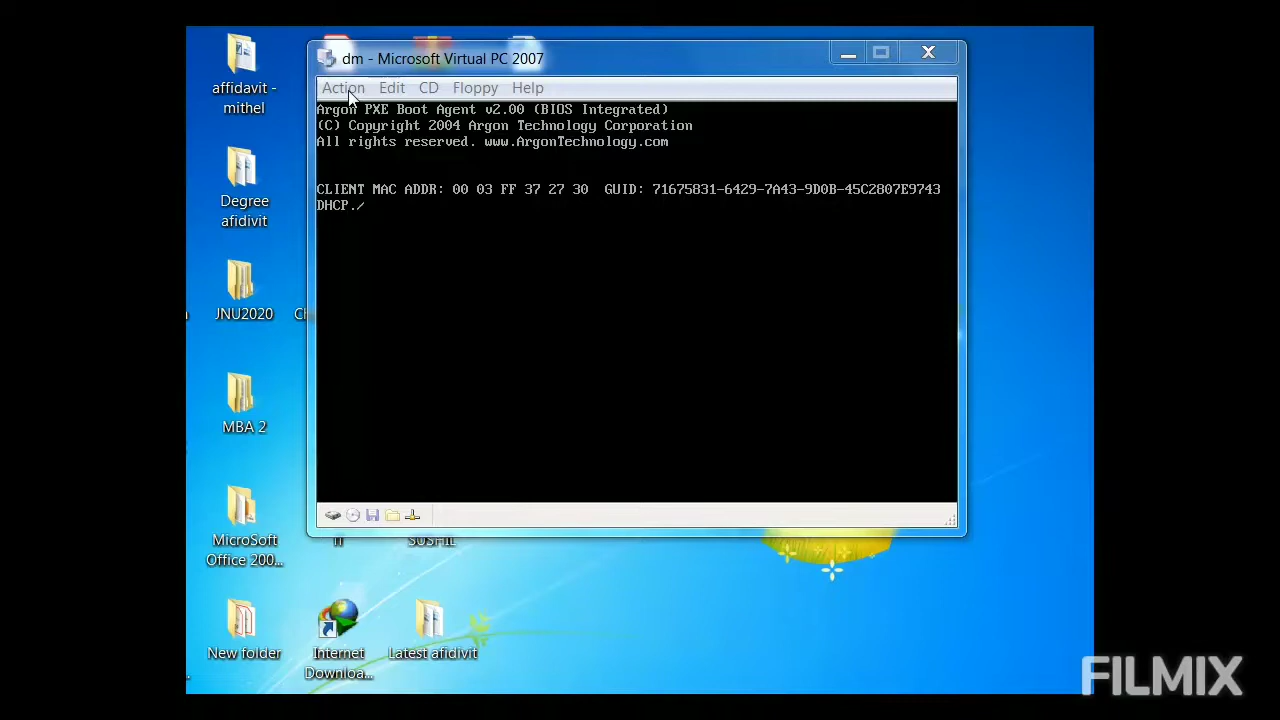 dm - Microsoft Virtual PC 2007
Action Edit CD Floppy Help
Argon PXE Boot Agent v2.00 (BIOS Integrated)
(C) Copyright 2004 Argon Technology Corporation
All rights reserved. www.ArgonTechnology.com
CLIENT MAC ADDR: 00 03 FF 37 27 30 GUID: 71675831-6429-7A43-9D0B-45C2807E9743
DHCP./
affidavit -
mithel
Degree
afidivit
JNU2020
MBA 2
MicroSoft
Office 200...
SUSHIL
New folder
Internet
Downloa...
Latest afidivit
FILMIX